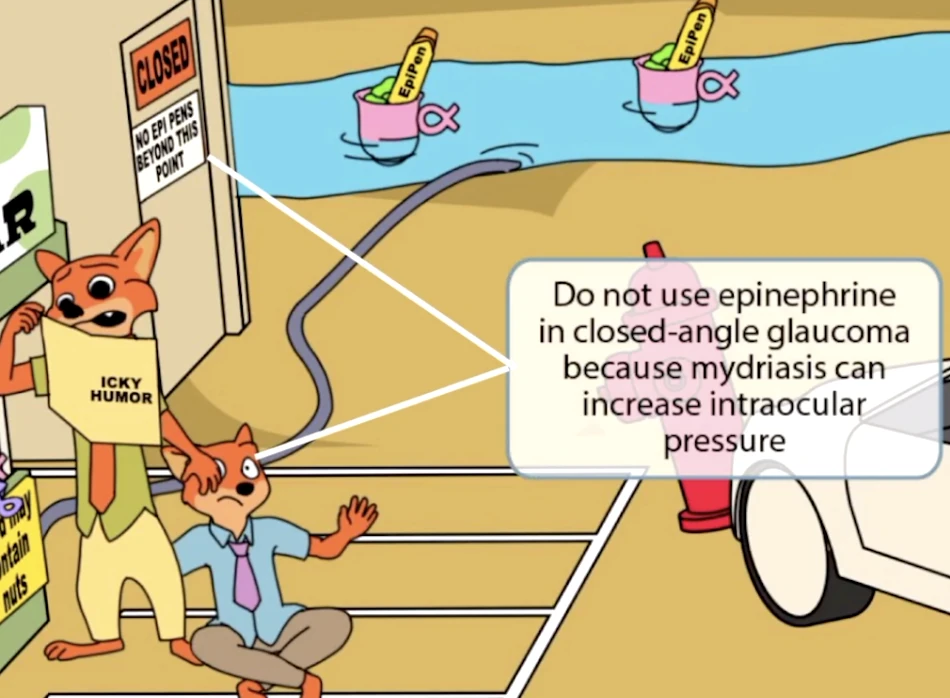 CLOSED
NO EPI PENS
BEYOND THIS
POINT
EpiPen
EpiPen
R
ICKY
HUMOR
Do not use epinephrine
in closed-angle glaucoma
because mydriasis can
increase intraocular
pressure
may
ntain
nuts